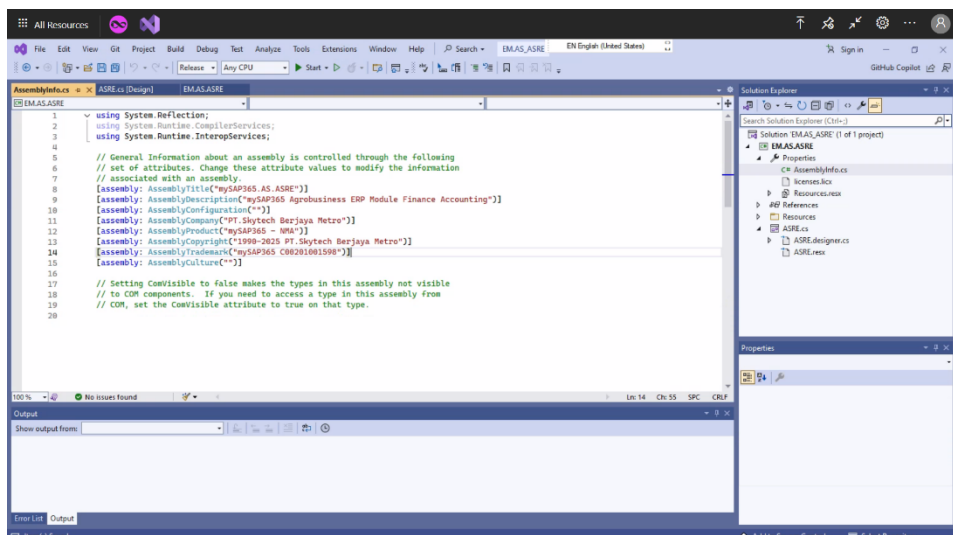 All Resources
File Edit View Git Project Build Debug Test Analyze Tools Extensions Window Help Search EM.AS_ASRE EN English (United States) Sign in
Release Any CPU Start GitHub Copilot
AssemblyInfo.cs ASRE.cs [Design] EM.AS.ASRE
EM.AS.ASRE
1 using System.Reflection;
2 using System.Runtime.CompilerServices;
3 using System.Runtime.InteropServices;
4
5 // General Information about an assembly is controlled through the following
6 // set of attributes. Change these attribute values to modify the information
7 // associated with an assembly.
8 [assembly: AssemblyTitle("mySAP365.AS.ASRE")]
9 [assembly: AssemblyDescription("mySAP365 Agrobusiness ERP Module Finance Accounting")]
10 [assembly: AssemblyConfiguration("")]
11 [assembly: AssemblyCompany("PT.Skytech Berjaya Metro")]
12 [assembly: AssemblyProduct("mySAP365 - NMA")]
13 [assembly: AssemblyCopyright("1990-2025 PT.Skytech Berjaya Metro")]
14 [assembly: AssemblyTrademark("mySAP365 C00201001598")]
15 [assembly: AssemblyCulture("")]
16
17 // Setting ComVisible to false makes the types in this assembly not visible
18 // to COM components.  If you need to access a type in this assembly from
19 // COM, set the ComVisible attribute to true on that type.
20
100 % No issues found Ln: 14 Ch: 55 SPC CRLF
Output
Show output from:
Error List Output
Solution Explorer
Search Solution Explorer (Ctrl+;)
Solution 'EM.AS_ASRE' (1 of 1 project)
EM.AS.ASRE
Properties
C# AssemblyInfo.cs
licenses.licx
Resources.resx
References
Resources
ASRE.cs
ASRE.designer.cs
ASRE.resx
Properties